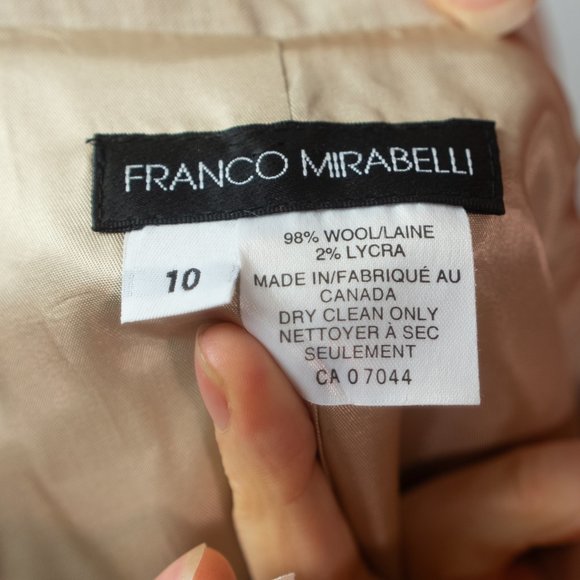 FRANCO MIRABELLI
10
98% WOOL/LAINE
2% LYCRA
MADE IN/FABRIQUÉ AU
CANADA
DRY CLEAN ONLY
NETTOYER À SEC
SEULEMENT
CA 07044